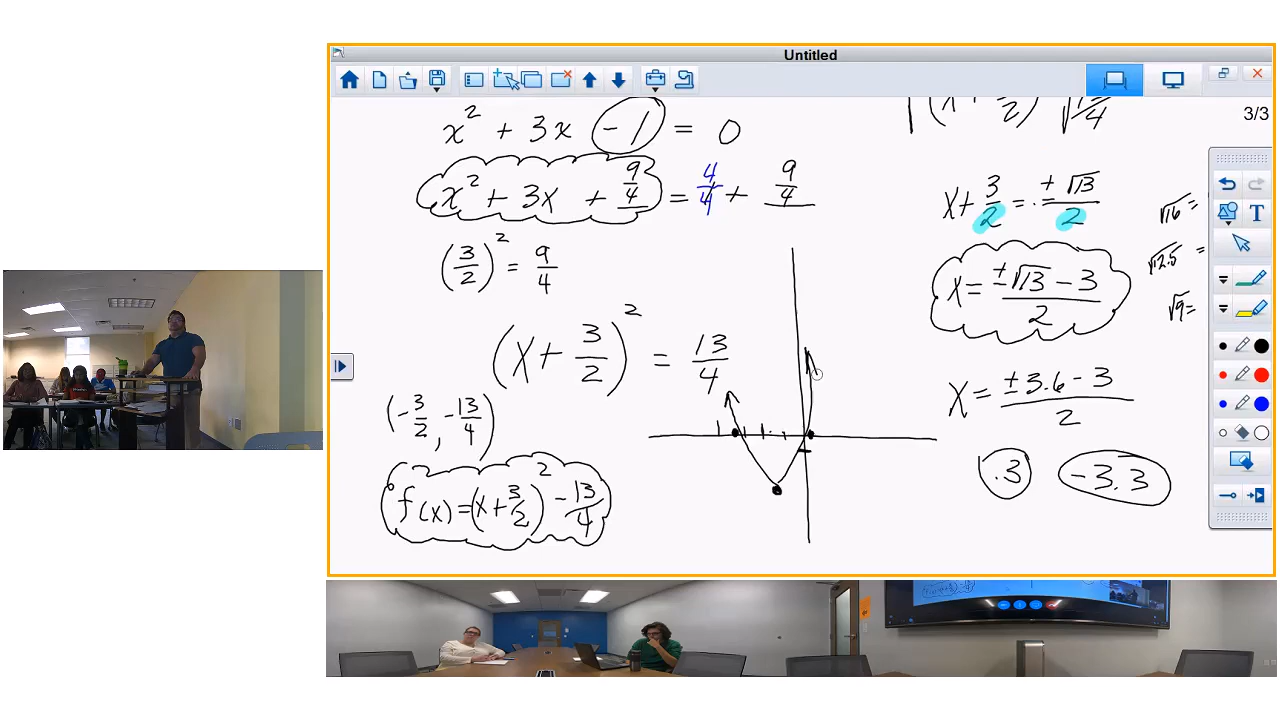 Untitled
3/3
x² + 3x -1 = 0
x² + 3x + 9/4 = 4/4 + 9/4
(3/2)² = 9/4
(x + 3/2)² = 13/4
(-3/2, -13/4)
f(x) = (x + 3/2)² - 13/4
x + 3/2 = ±√13/2
x = (±√13 - 3)/2
x = (±3.6 - 3)/2
.3 -3.3
√16 =
√12.5 =
√9 =
T